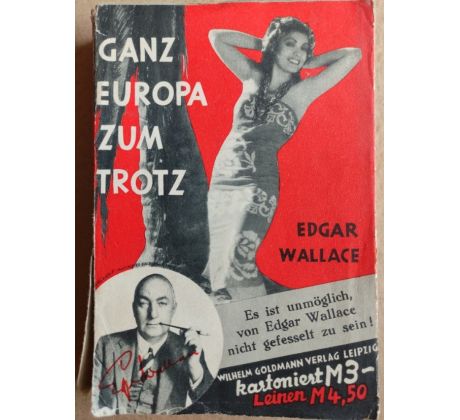 GANZ
EUROPA
ZUM
TROTZ
EDGAR
WALLACE
Es ist unmöglich,
von Edgar Wallace
nicht gefesselt zu sein!
WILHELM GOLDMANN VERLAG LEIPZIG
kartoniert M3-
Leinen M4,50